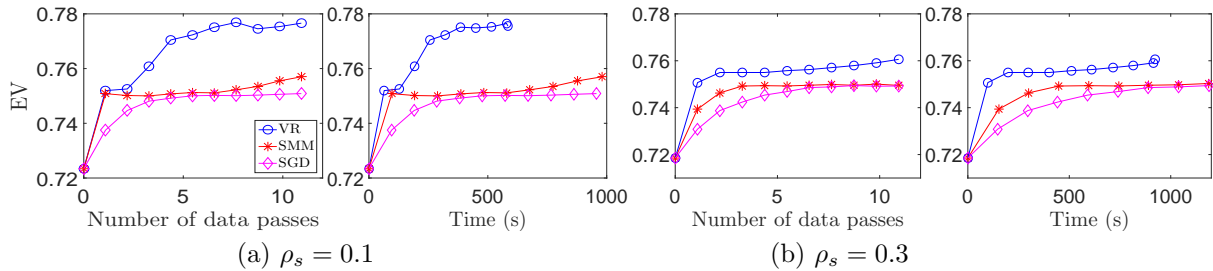 EV
0.78
0.76
0.74
0.72
0
5
10
Number of data passes
VR
SMM
SGD
0.78
0.76
0.74
0.72
0
500
1000
Time (s)
0.78
0.76
0.74
0.72
0
5
10
Number of data passes
0.78
0.76
0.74
0.72
0
500
1000
Time (s)
(a) ρₛ = 0.1
(b) ρₛ = 0.3